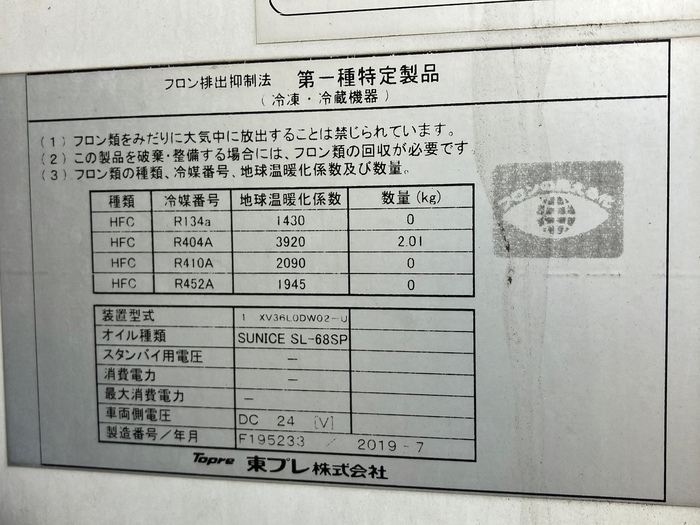 フロン排出抑制法 第一種特定製品
(冷凍・冷蔵機器)
(1) フロン類をみだりに大気中に放出することは禁じられています。
(2) この製品を破棄・整備する場合には、フロン類の回収が必要です
(3) フロン類の種類、冷媒番号、地球温暖化係数及び数量。
種類 冷媒番号 地球温暖化係数 数量(kg)
HFC R134a 1430 0
HFC R404A 3920 2.01
HFC R410A 2090 0
HFC R452A 1945 0
装置型式 1 XV36L0DW02-U
オイル種類 SUNICE SL-68SP
スタンバイ用電圧 －
消費電力 －
最大消費電力 －
車両側電圧 DC 24 [V]
製造番号/年月 F195233 / 2019-7
Topre 東プレ株式会社